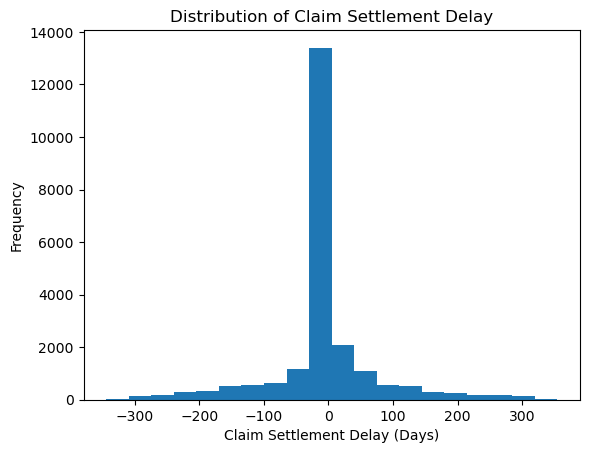 Distribution of Claim Settlement Delay
14000
12000
10000
8000
6000
4000
2000
0
Frequency
−300 −200 −100 0 100 200 300
Claim Settlement Delay (Days)